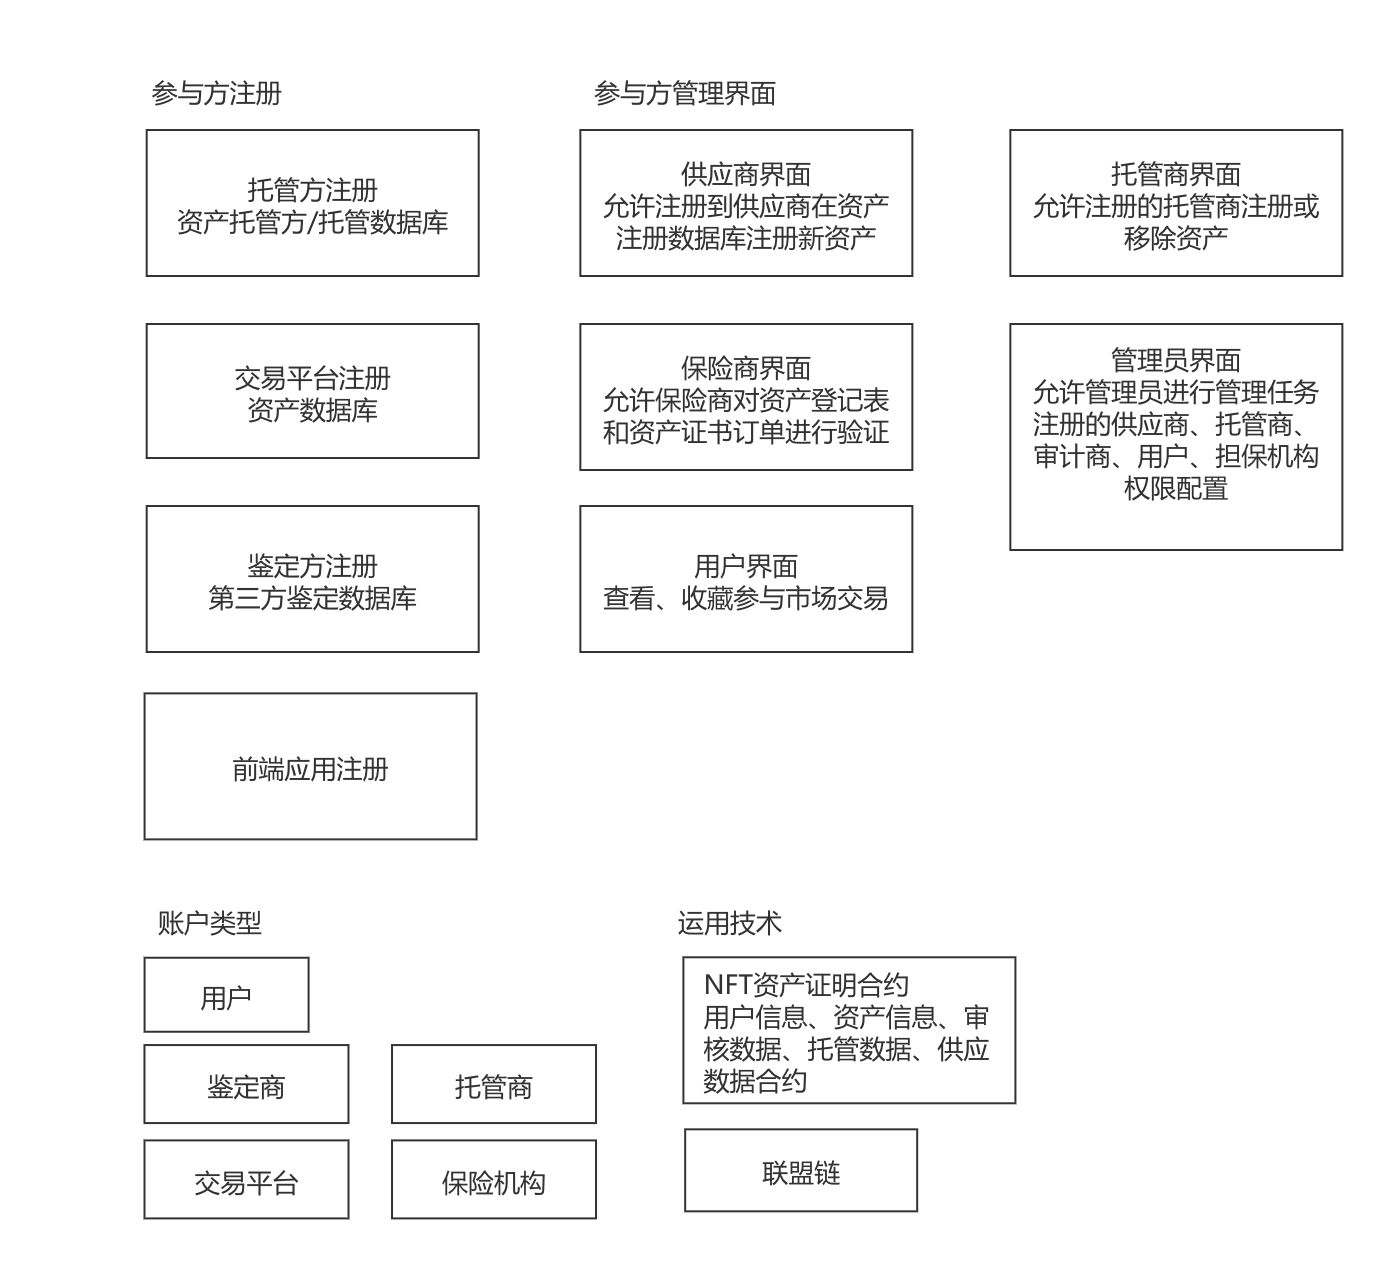 参与方注册
托管方注册
资产托管方/托管数据库
交易平台注册
资产数据库
鉴定方注册
第三方鉴定数据库
前端应用注册
参与方管理界面
供应商界面
允许注册到供应商在资产
注册数据库注册新资产
保险商界面
允许保险商对资产登记表
和资产证书订单进行验证
用户界面
查看、收藏参与市场交易
托管商界面
允许注册的托管商注册或
移除资产
管理员界面
允许管理员进行管理任务
注册的供应商、托管商、
审计商、用户、担保机构
权限配置
账户类型
用户
鉴定商
托管商
交易平台
保险机构
运用技术
NFT资产证明合约
用户信息、资产信息、审
核数据、托管数据、供应
数据合约
联盟链